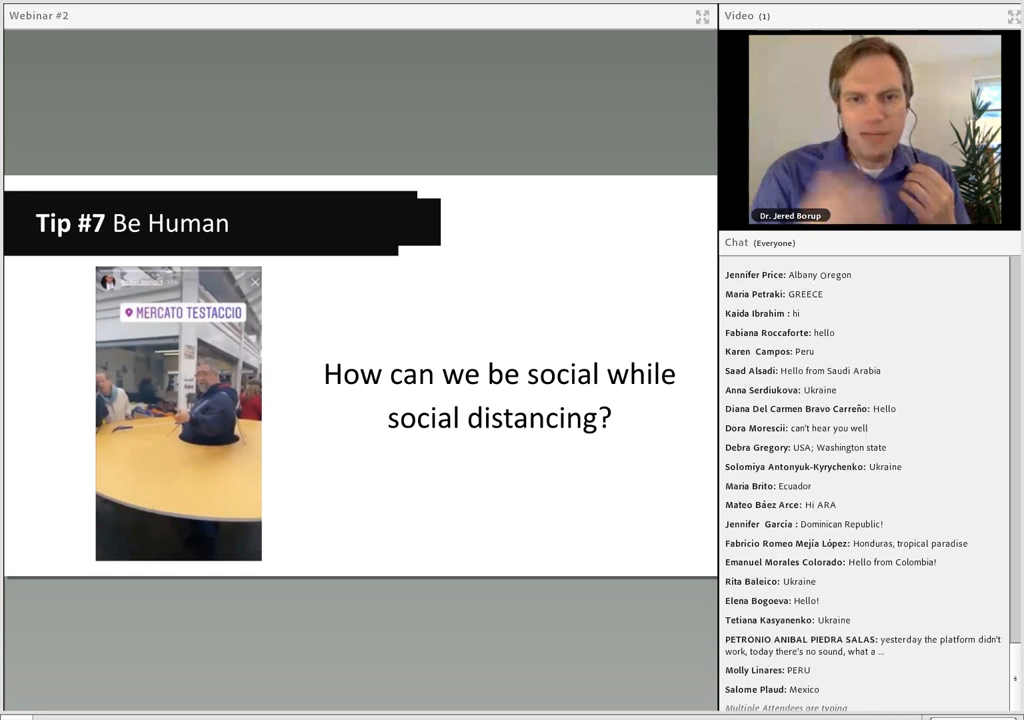 Webinar #2
Tip #7 Be Human
MERCATO TESTACCIO
How can we be social while
social distancing?
Video (1)
Dr. Jered Borup
Chat (Everyone)
Jennifer Price: Albany Oregon
Maria Petraki: GREECE
Kaida Ibrahim : hi
Fabiana Roccaforte: hello
Karen Campos: Peru
Saad Alsadi: Hello from Saudi Arabia
Anna Serdiukova: Ukraine
Diana Del Carmen Bravo Carreño: Hello
Dora Morescii: can't hear you well
Debra Gregory: USA; Washington state
Solomiya Antonyuk-Kyrychenko: Ukraine
Maria Brito: Ecuador
Mateo Báez Arce: Hi ARA
Jennifer Garcia : Dominican Republic!
Fabricio Romeo Mejía López: Honduras, tropical paradise
Emanuel Morales Colorado: Hello from Colombia!
Rita Baleico: Ukraine
Elena Bogoeva: Hello!
Tetiana Kasyanenko: Ukraine
PETRONIO ANIBAL PIEDRA SALAS: yesterday the platform didn't
work, today there's no sound, what a ...
Molly Linares: PERU
Salome Plaud: Mexico
Multiple Attendees are typing